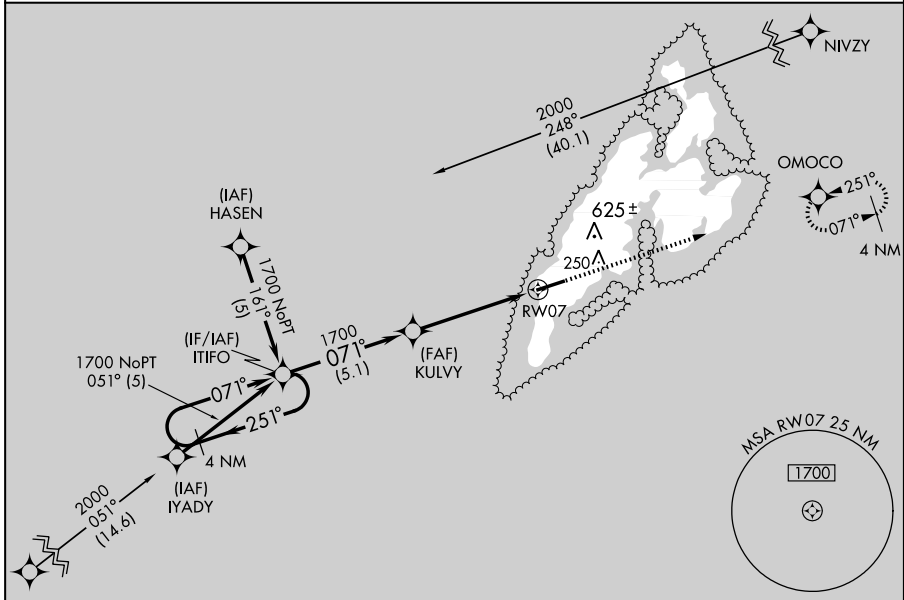 NIVZY
2000
248°
(40.1)
OMOCO
251°
071°
4 NM
(IAF)
HASEN
1700 NoPT
161°
(5)
625±
250
RW07
(IF/IAF)
ITIFO
1700
071°
(5.1)
(FAF)
KULVY
1700 NoPT
051° (5)
071°
251°
4 NM
(IAF)
IYADY
2000
051°
(14.6)
MSA RW07 25 NM
1700